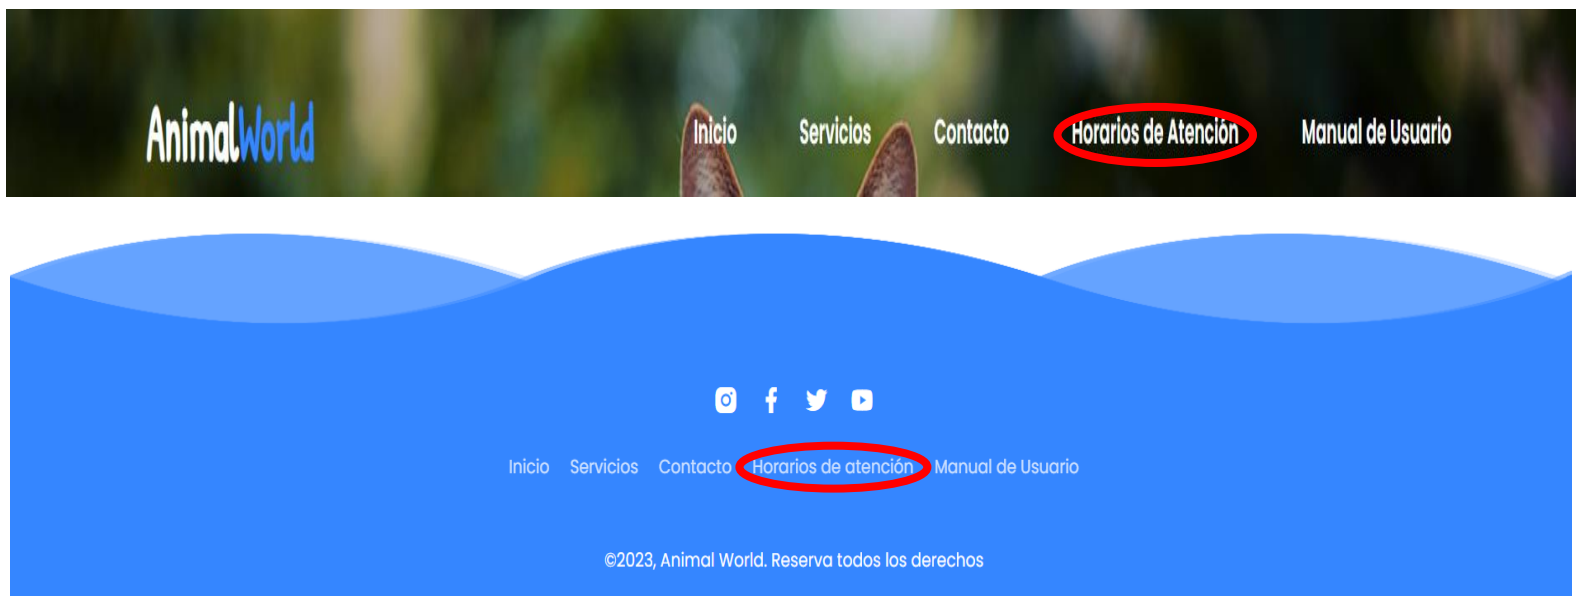 AnimalWorld Inicio Servicios Contacto Horarios de Atención Manual de Usuario
Inicio Servicios Contacto Horarios de atención Manual de Usuario
©2023, Animal World. Reserva todos los derechos